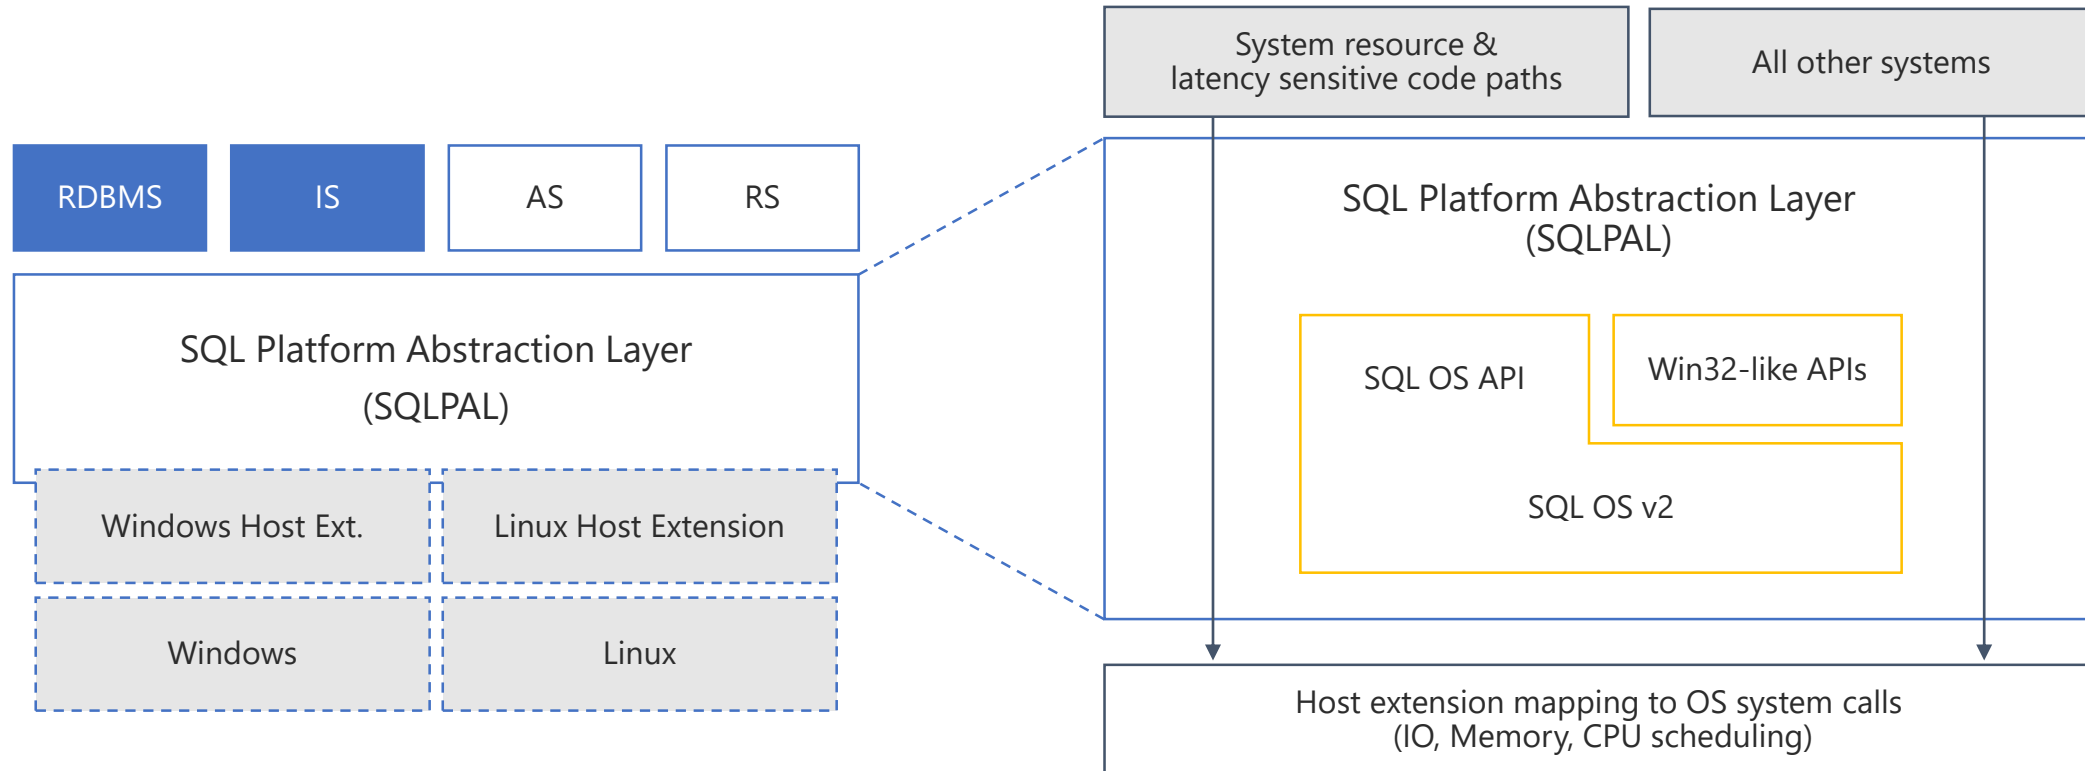 RDBMS
IS
AS
RS
SQL Platform Abstraction Layer
(SQLPAL)
Windows Host Ext.
Linux Host Extension
Windows
Linux
System resource &
latency sensitive code paths
All other systems
SQL Platform Abstraction Layer
(SQLPAL)
SQL OS API
Win32-like APIs
SQL OS v2
Host extension mapping to OS system calls
(IO, Memory, CPU scheduling)